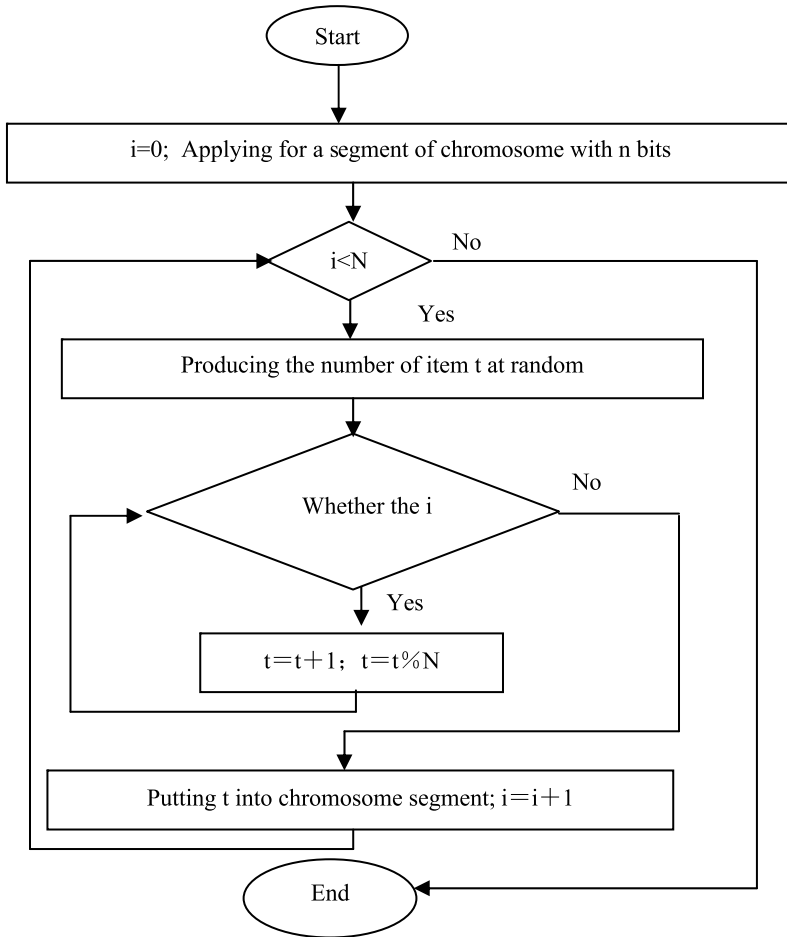 Start
i=0; Applying for a segment of chromosome with n bits
i<N
No
Yes
Producing the number of item t at random
Whether the i
No
Yes
t＝t＋1； t＝t％N
Putting t into chromosome segment; i＝i＋1
End